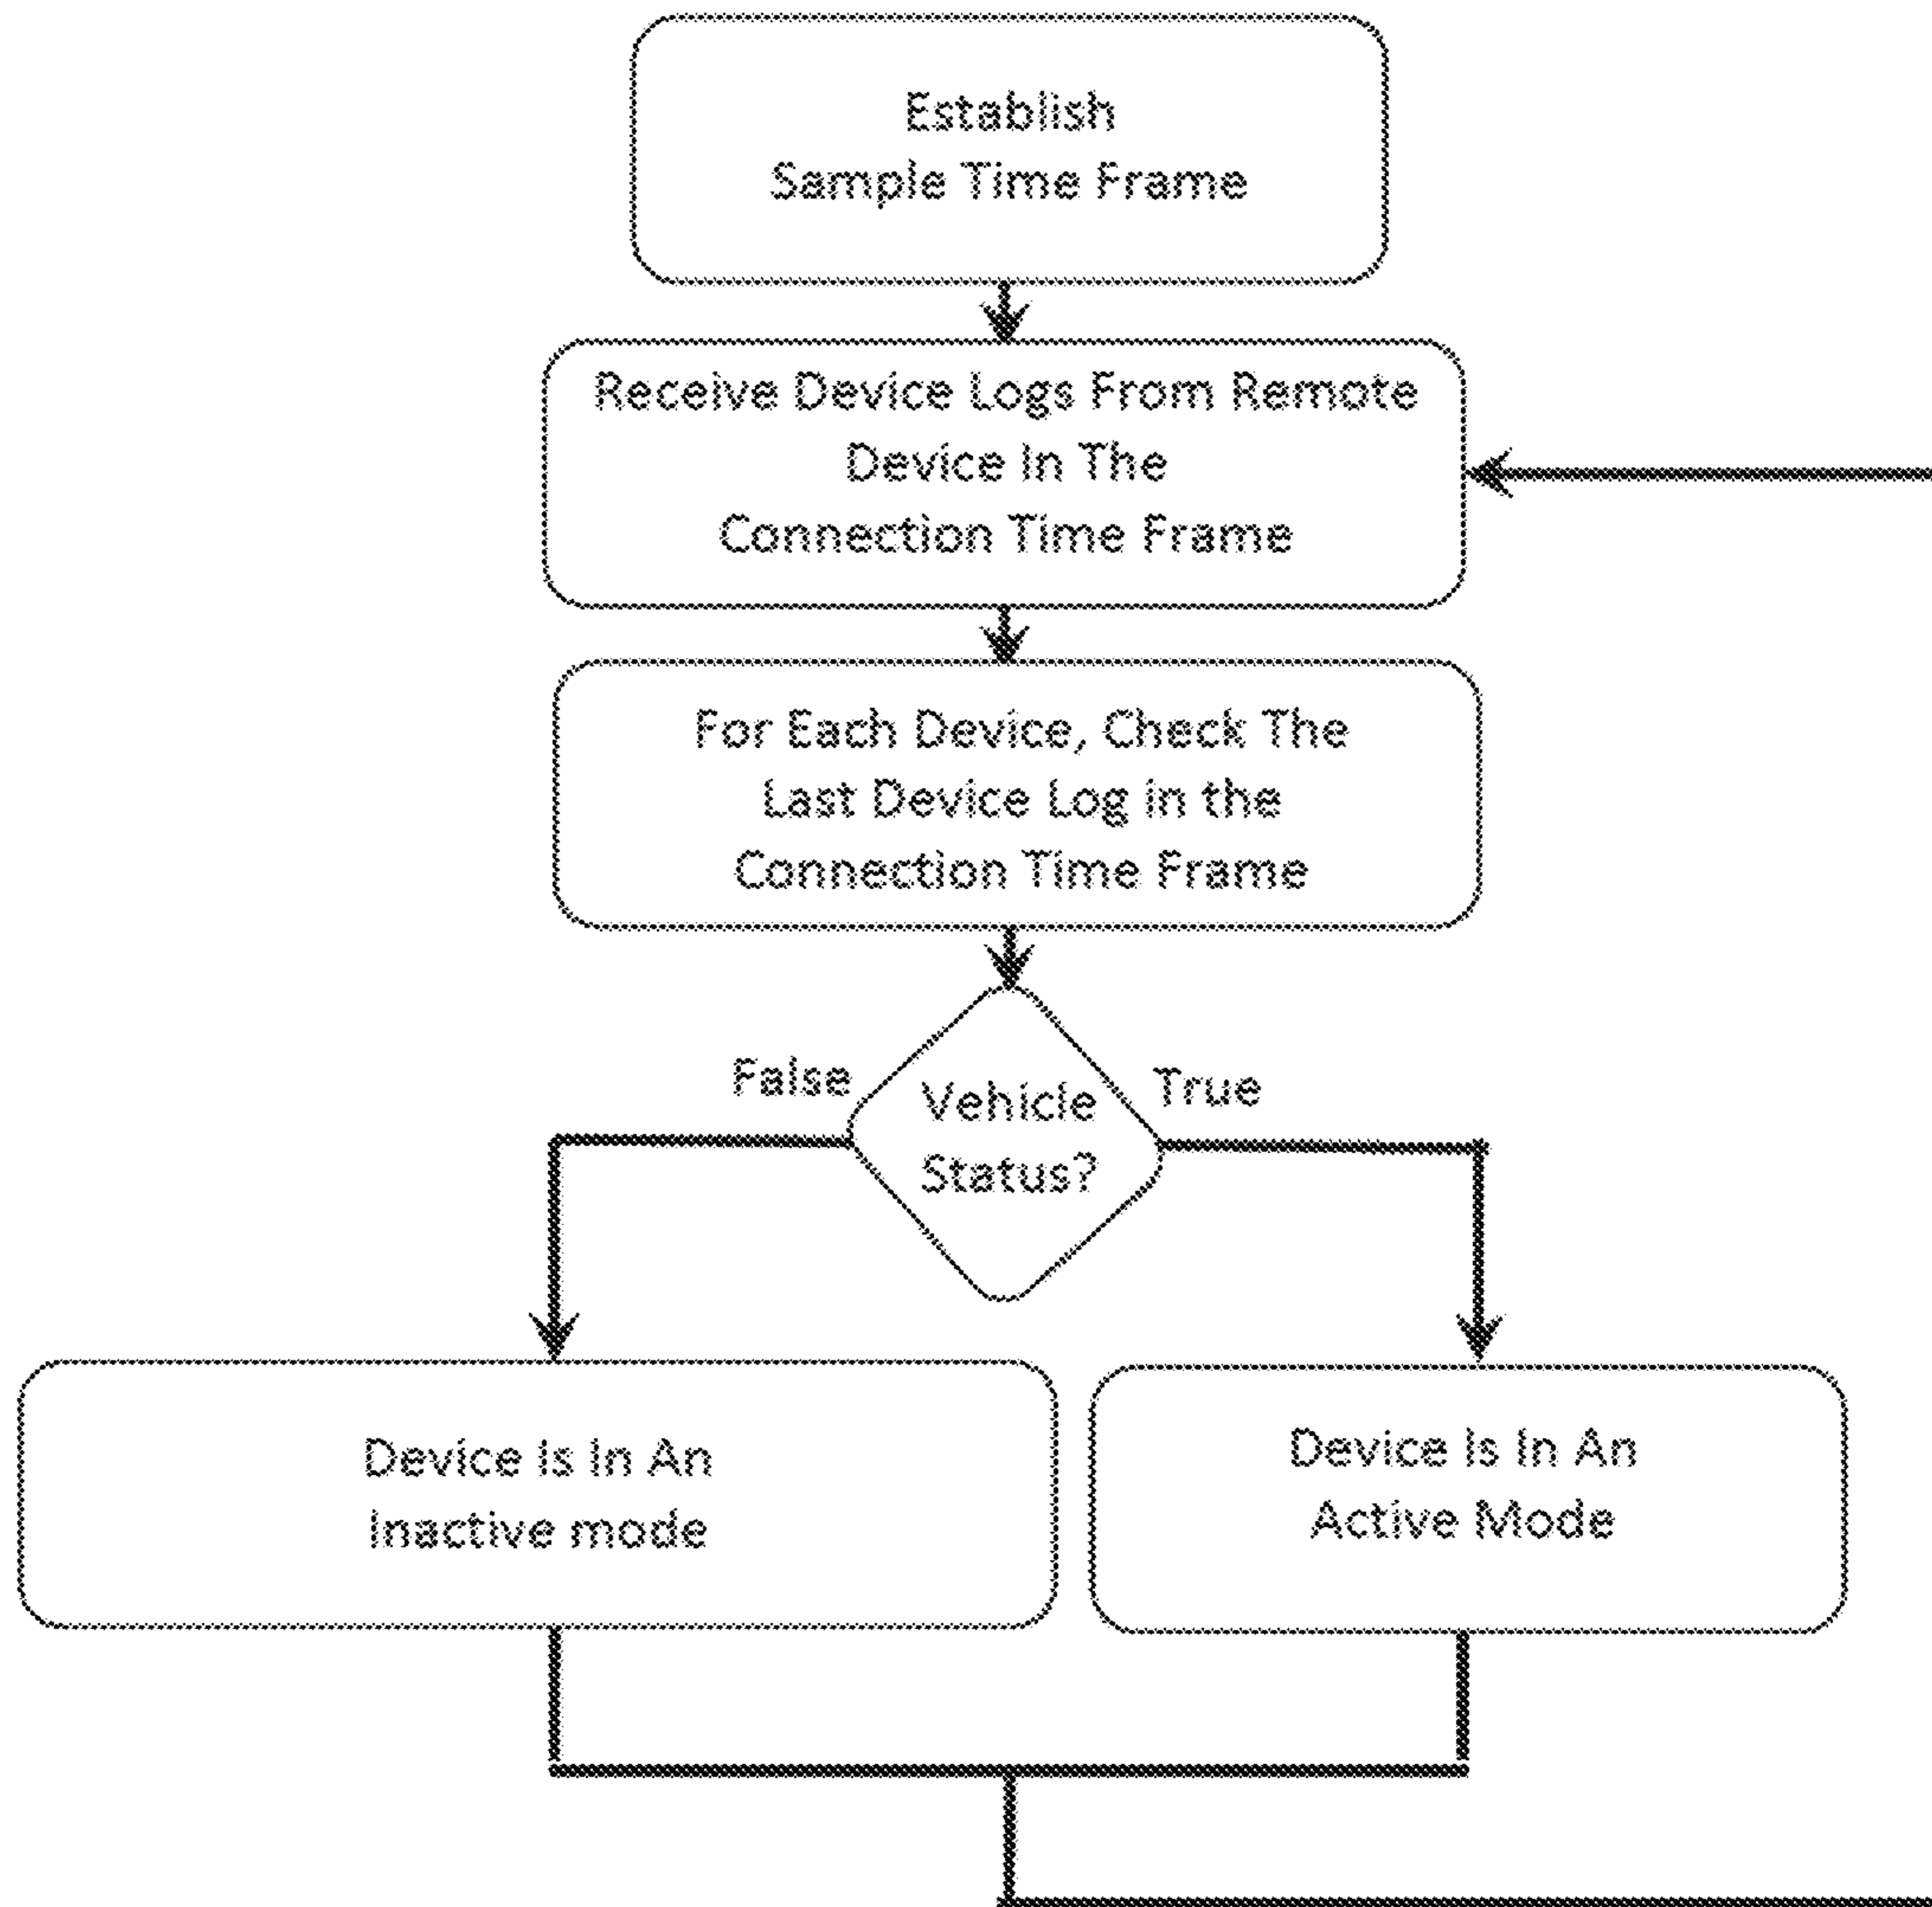 Establish
Sample Time Frame
Receive Device Logs From Remote
Device In The
Connection Time Frame
For Each Device, Check The
Last Device Log in the
Connection Time Frame
False
True
Vehicle
Status?
Device Is In An
Inactive mode
Device Is In An
Active Mode